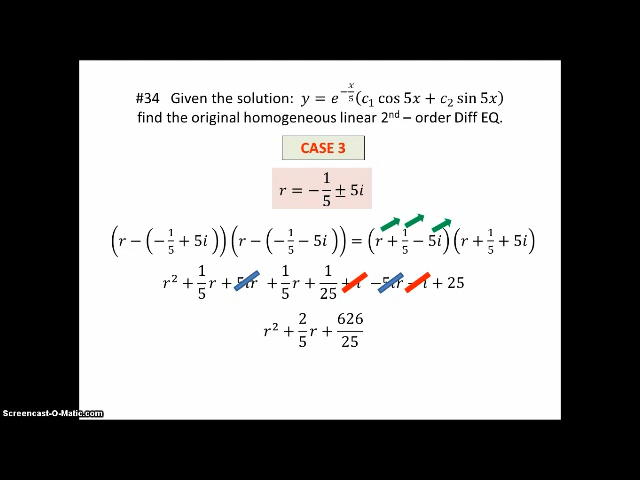 #34 Given the solution: y = e^{-x/5}(c₁ cos 5x + c₂ sin 5x)
find the original homogeneous linear 2nd – order Diff EQ.
CASE 3
r = −1/5 ± 5i
(r − (−1/5 + 5i))(r − (−1/5 − 5i)) = (r + 1/5 − 5i)(r + 1/5 + 5i)
r² + 1/5 r + 5ir + 1/5 r + 1/25 + i −5ir − i + 25
r² + 2/5 r + 626/25
Screencast-O-Matic.com